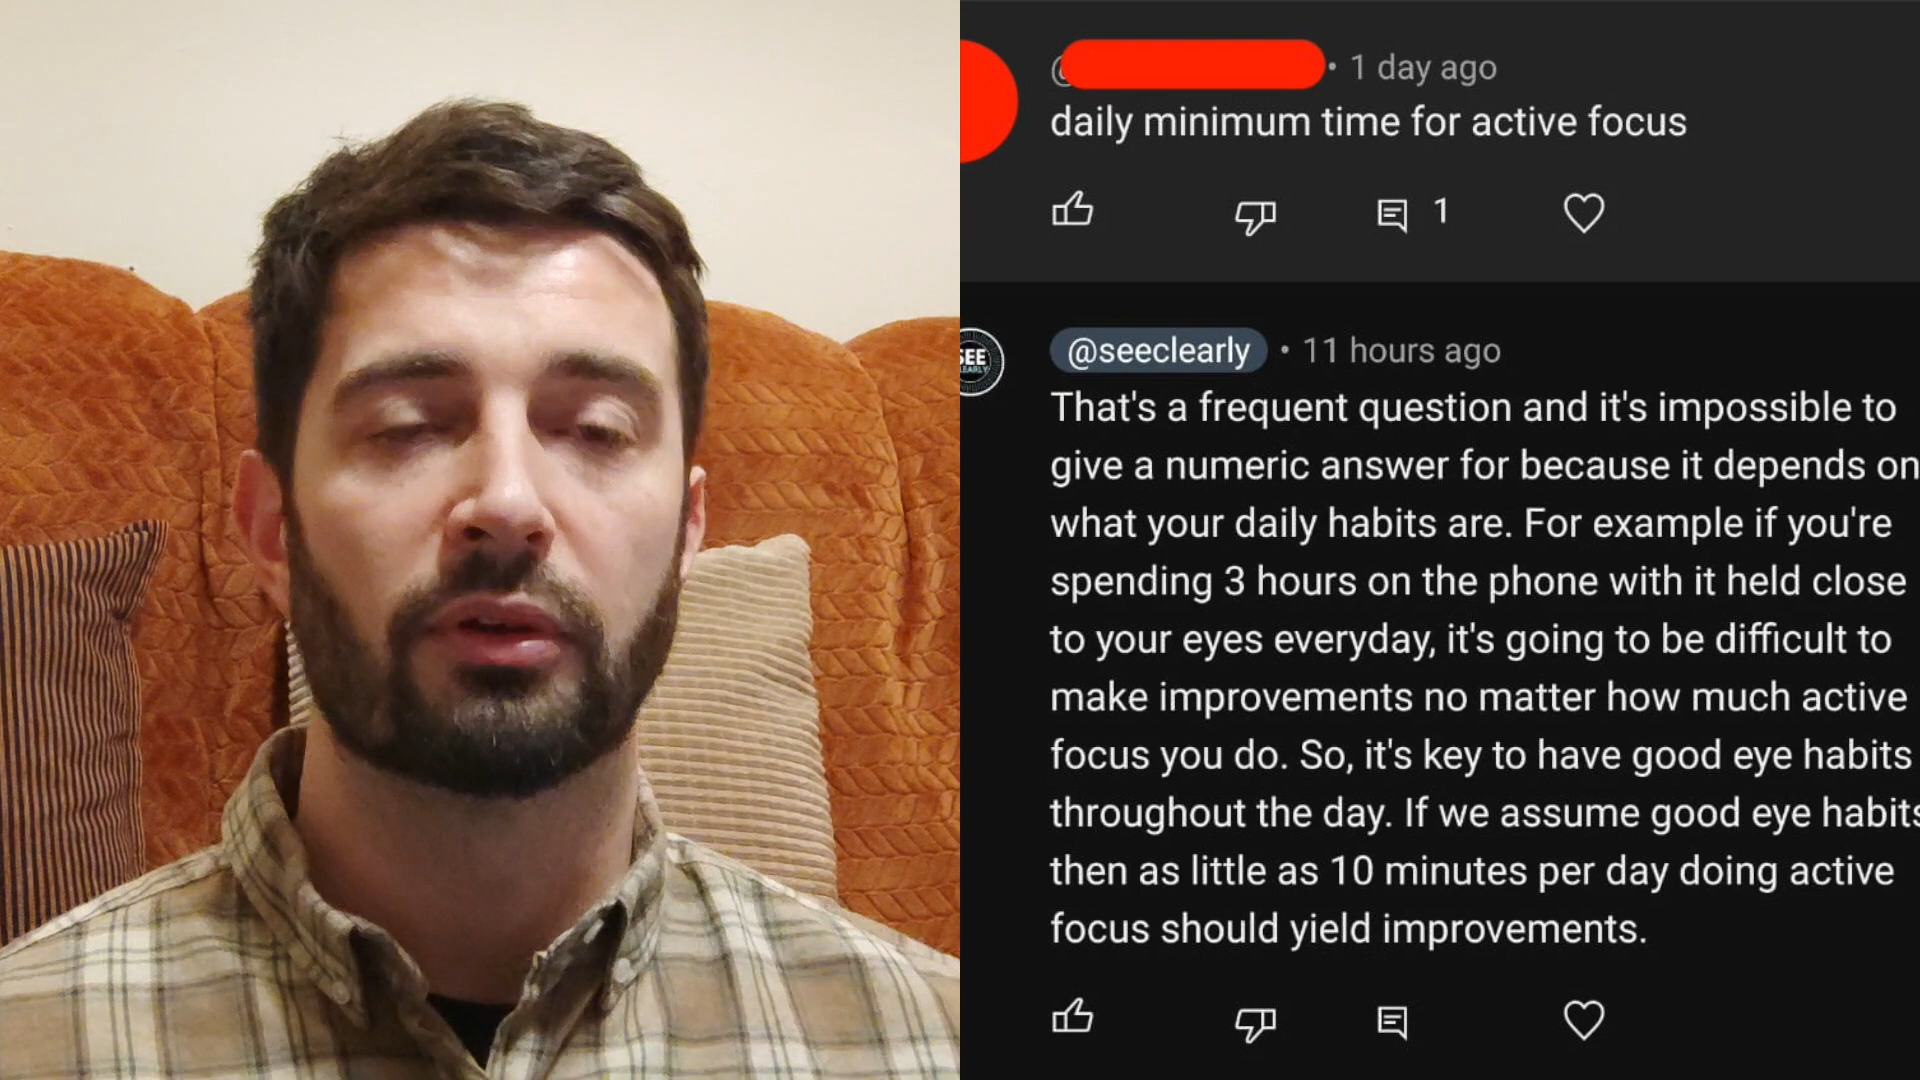 @
• 1 day ago
daily minimum time for active focus
1
SEE
CLEARLY
@seeclearly • 11 hours ago
That's a frequent question and it's impossible to
give a numeric answer for because it depends on
what your daily habits are. For example if you're
spending 3 hours on the phone with it held close
to your eyes everyday, it's going to be difficult to
make improvements no matter how much active
focus you do. So, it's key to have good eye habits
throughout the day. If we assume good eye habits
then as little as 10 minutes per day doing active
focus should yield improvements.